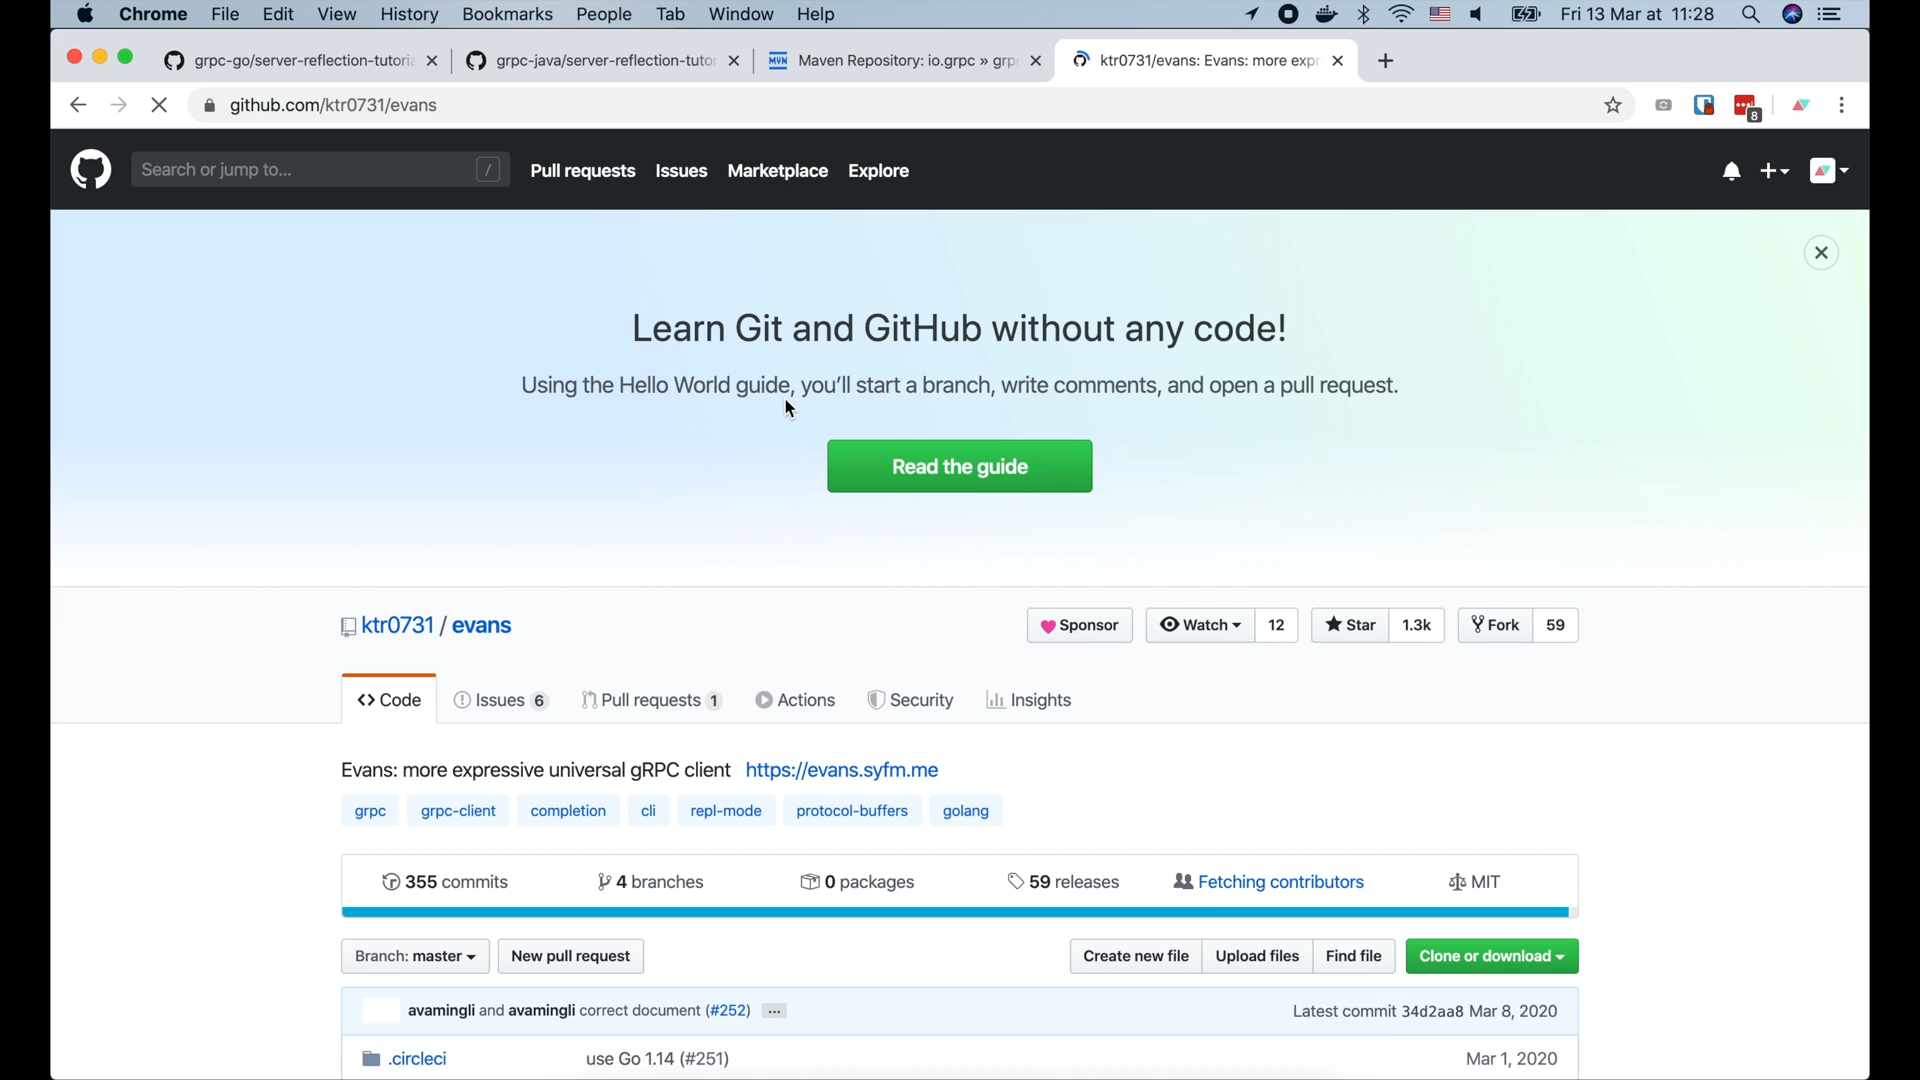 Chrome File Edit View History Bookmarks People Tab Window Help Fri 13 Mar at 11:28
grpc-go/server-reflection-tutoria grpc-java/server-reflection-tutor MVN Maven Repository: io.grpc » grpc ktr0731/evans: Evans: more expr
github.com/ktr0731/evans 8
Search or jump to... / Pull requests Issues Marketplace Explore
Learn Git and GitHub without any code!
Using the Hello World guide, you'll start a branch, write comments, and open a pull request.
Read the guide
ktr0731 / evans Sponsor Watch 12 Star 1.3k Fork 59
Code Issues 6 Pull requests 1 Actions Security Insights
Evans: more expressive universal gRPC client https://evans.syfm.me
grpc grpc-client completion cli repl-mode protocol-buffers golang
355 commits 4 branches 0 packages 59 releases Fetching contributors MIT
Branch: master New pull request Create new file Upload files Find file Clone or download
avamingli and avamingli correct document (#252) ... Latest commit 34d2aa8 Mar 8, 2020
.circleci use Go 1.14 (#251) Mar 1, 2020